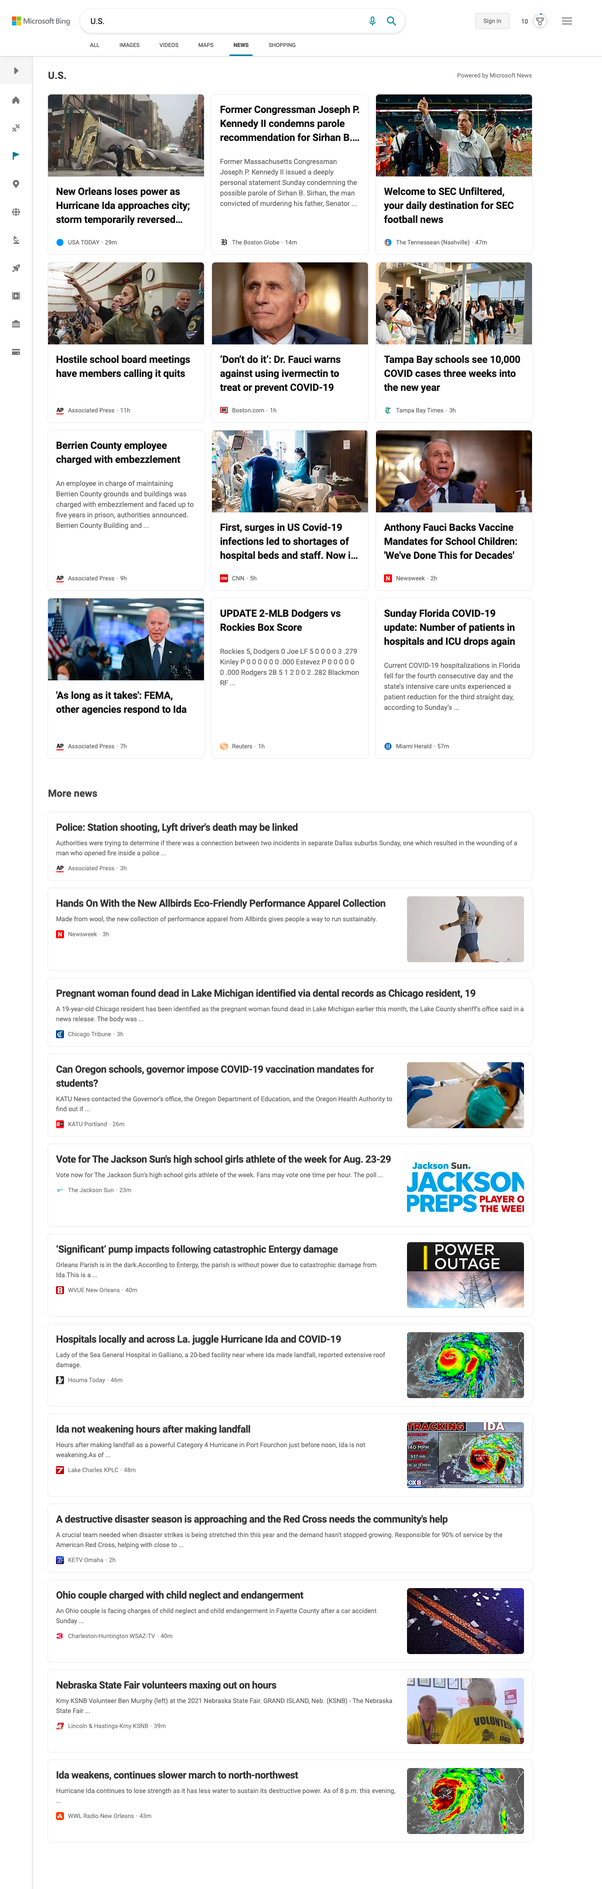 Microsoft Bing
U.S.
Sign in
10
ALL
IMAGES
VIDEOS
MAPS
NEWS
SHOPPING
U.S.
Powered by Microsoft News
New Orleans loses power as
Hurricane Ida approaches city;
storm temporarily reversed...
USA TODAY · 29m
Former Congressman Joseph P.
Kennedy II condemns parole
recommendation for Sirhan B....
Former Massachusetts Congressman
Joseph P. Kennedy II issued a deeply
personal statement Sunday condemning the
possible parole of Sirhan B. Sirhan, the man
convicted of murdering his father, Senator ...
The Boston Globe · 14m
Welcome to SEC Unfiltered,
your daily destination for SEC
football news
The Tennessean (Nashville) · 47m
Hostile school board meetings
have members calling it quits
AP Associated Press · 11h
'Don't do it': Dr. Fauci warns
against using ivermectin to
treat or prevent COVID-19
Boston.com · 1h
Tampa Bay schools see 10,000
COVID cases three weeks into
the new year
Tampa Bay Times · 3h
Berrien County employee
charged with embezzlement
An employee in charge of maintaining
Berrien County grounds and buildings was
charged with embezzlement and faced up to
five years in prison, authorities announced.
Berrien County Building and ...
AP Associated Press · 9h
First, surges in US Covid-19
infections led to shortages of
hospital beds and staff. Now i...
CNN · 5h
Anthony Fauci Backs Vaccine
Mandates for School Children:
'We've Done This for Decades'
N Newsweek · 2h
'As long as it takes': FEMA,
other agencies respond to Ida
AP Associated Press · 7h
UPDATE 2-MLB Dodgers vs
Rockies Box Score
Rockies 5, Dodgers 0 Joe LF 5 0 0 0 0 3 .279
Kinley P 0 0 0 0 0 0 .000 Estevez P 0 0 0 0 0
0 .000 Rodgers 2B 5 1 2 0 0 2 .282 Blackmon
RF ...
Reuters · 1h
Sunday Florida COVID-19
update: Number of patients in
hospitals and ICU drops again
Current COVID-19 hospitalizations in Florida
fell for the fourth consecutive day and the
state's intensive care units experienced a
patient reduction for the third straight day,
according to Sunday's ...
Miami Herald · 57m
More news
Police: Station shooting, Lyft driver's death may be linked
Authorities were trying to determine if there was a connection between two incidents in separate Dallas suburbs Sunday, one which resulted in the wounding of a
man who opened fire inside a police ...
AP Associated Press · 3h
Hands On With the New Allbirds Eco-Friendly Performance Apparel Collection
Made from wool, the new collection of performance apparel from Allbirds gives people a way to run sustainably.
N Newsweek · 3h
Pregnant woman found dead in Lake Michigan identified via dental records as Chicago resident, 19
A 19-year-old Chicago resident has been identified as the pregnant woman found dead in Lake Michigan earlier this month, the Lake County sheriff's office said in a
news release. The body was ...
Chicago Tribune · 3h
Can Oregon schools, governor impose COVID-19 vaccination mandates for
students?
KATU News contacted the Governor's office, the Oregon Department of Education, and the Oregon Health Authority to
find out if ...
KATU Portland · 26m
Vote for The Jackson Sun's high school girls athlete of the week for Aug. 23-29
Vote now for The Jackson Sun's high school girls athlete of the week. Fans may vote one time per hour. The poll ...
The Jackson Sun · 23m
Jackson Sun.
JACKSON
PREPS PLAYER O
THE WEE
'Significant' pump impacts following catastrophic Entergy damage
Orleans Parish is in the dark.According to Entergy, the parish is without power due to catastrophic damage from
Ida.This is a ...
8 WVUE New Orleans · 40m
POWER
OUTAGE
Hospitals locally and across La. juggle Hurricane Ida and COVID-19
Lady of the Sea General Hospital in Galliano, a 20-bed facility near where Ida made landfall, reported extensive roof
damage.
Houma Today · 46m
Ida not weakening hours after making landfall
Hours after making landfall as a powerful Category 4 Hurricane in Port Fourchon just before noon, Ida is not
weakening.As of ...
7 Lake Charles KPLC · 48m
TRACKING IDA
140 MPH
FOX 8
A destructive disaster season is approaching and the Red Cross needs the community's help
A crucial team needed when disaster strikes is being stretched thin this year and the demand hasn't stopped growing. Responsible for 90% of service by the
American Red Cross, helping with close to ...
KETV Omaha · 2h
Ohio couple charged with child neglect and endangerment
An Ohio couple is facing charges of child neglect and child endangerment in Fayette County after a car accident
Sunday ...
Charleston-Huntington WSAZ-TV · 40m
Nebraska State Fair volunteers maxing out on hours
Krny KSNB Volunteer Ben Murphy (left) at the 2021 Nebraska State Fair. GRAND ISLAND, Neb. (KSNB) - The Nebraska
State Fair ...
Lincoln & Hastings-Krny KSNB · 39m
VOLUNTE
Ida weakens, continues slower march to north-northwest
Hurricane Ida continues to lose strength as it has less water to sustain its destructive power. As of 8 p.m. this evening,
...
WWL Radio New Orleans · 43m